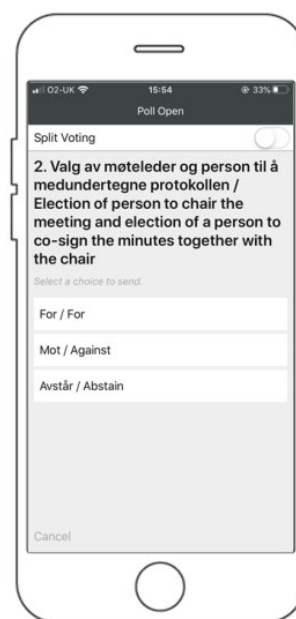 O2-UK 15:54 33%
Poll Open
Split Voting
2. Valg av møteleder og person til å
medundertegne protokollen /
Election of person to chair the
meeting and election of a person to
co-sign the minutes together with
the chair
Select a choice to send.
For / For
Mot / Against
Avstår / Abstain
Cancel